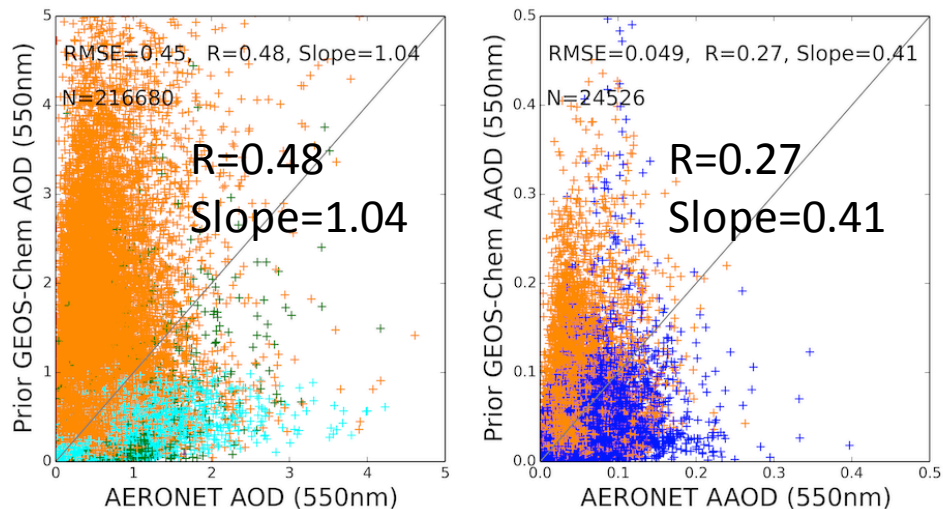 RMSE=0.45, R=0.48, Slope=1.04
N=216680
R=0.48
Slope=1.04
5
4
3
2
1
0
0
1
2
3
4
5
Prior GEOS-Chem AOD (550nm)
AERONET AOD (550nm)
RMSE=0.049, R=0.27, Slope=0.41
N=24526
R=0.27
Slope=0.41
0.5
0.4
0.3
0.2
0.1
0.0
0.0
0.1
0.2
0.3
0.4
0.5
Prior GEOS-Chem AAOD (550nm)
AERONET AAOD (550nm)